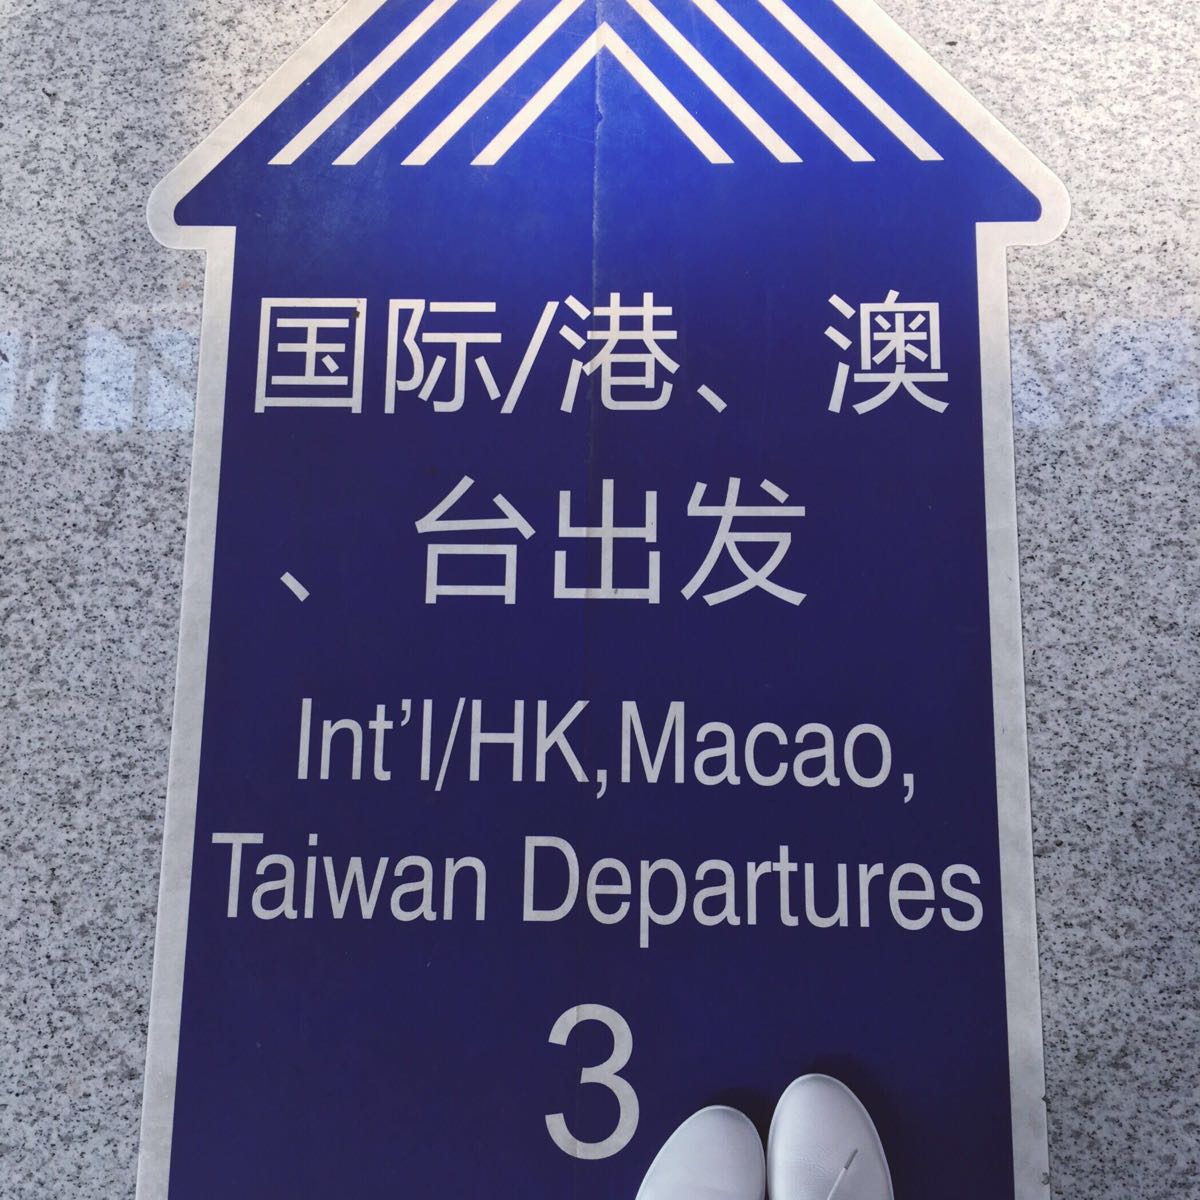 国际/港、澳
、台出发
Int'l/HK,Macao,
Taiwan Departures
3